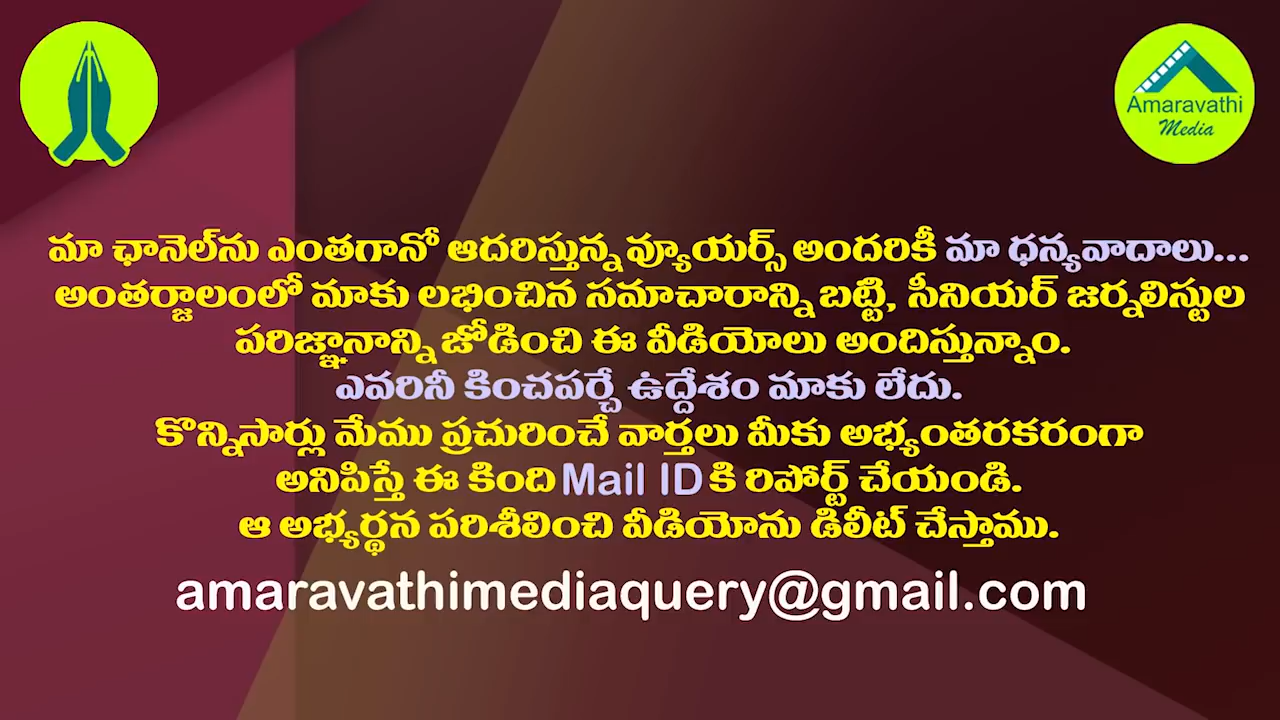 Amaravathi
Media
మా ఛానెల్‌ను ఎంతగానో ఆదరిస్తున్న వ్యూయర్స్ అందరికీ మా ధన్యవాదాలు...
అంతర్జాలంలో మాకు లభించిన సమాచారాన్ని బట్టి, సీనియర్ జర్నలిస్టుల
పరిజ్ఞానాన్ని జోడించి ఈ వీడియోలు అందిస్తున్నాం.
ఎవరినీ కించపర్చే ఉద్దేశం మాకు లేదు.
కొన్నిసార్లు మేము ప్రచురించే వార్తలు మీకు అభ్యంతరకరంగా
అనిపిస్తే ఈ కింది Mail ID కి రిపోర్ట్ చేయండి.
ఆ అభ్యర్థన పరిశీలించి వీడియోను డిలీట్ చేస్తాము.
amaravathimediaquery@gmail.com